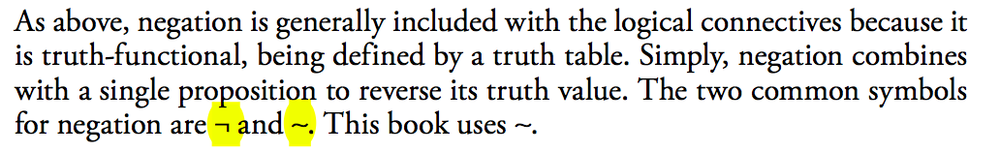 As above, negation is generally included with the logical connectives because it
is truth-functional, being defined by a truth table. Simply, negation combines
with a single proposition to reverse its truth value. The two common symbols
for negation are ¬ and ~. This book uses ~.